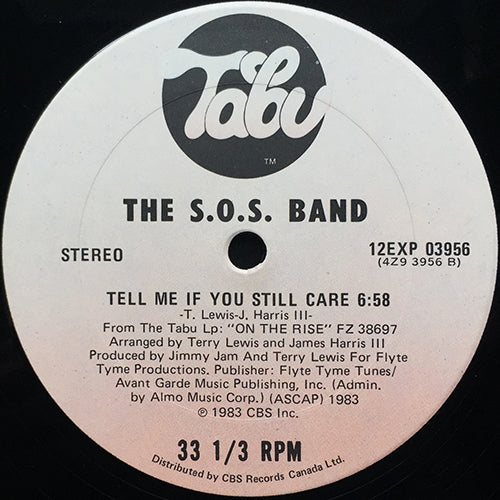 Tabu
TM
THE S.O.S. BAND
STEREO
12EXP 03956
(4Z9 3956 B)
TELL ME IF YOU STILL CARE 6:58
-T. Lewis-J. Harris III-
From The Tabu Lp: "ON THE RISE" FZ 38697
Arranged by Terry Lewis and James Harris III
Produced by Jimmy Jam And Terry Lewis For Flyte
Tyme Productions. Publisher: Flyte Tyme Tunes/
Avant Garde Music Publishing, Inc. (Admin.
by Almo Music Corp.) (ASCAP) 1983
℗ 1983 CBS Inc.
33 1/3 RPM
Distributed by CBS Records Canada Ltd.